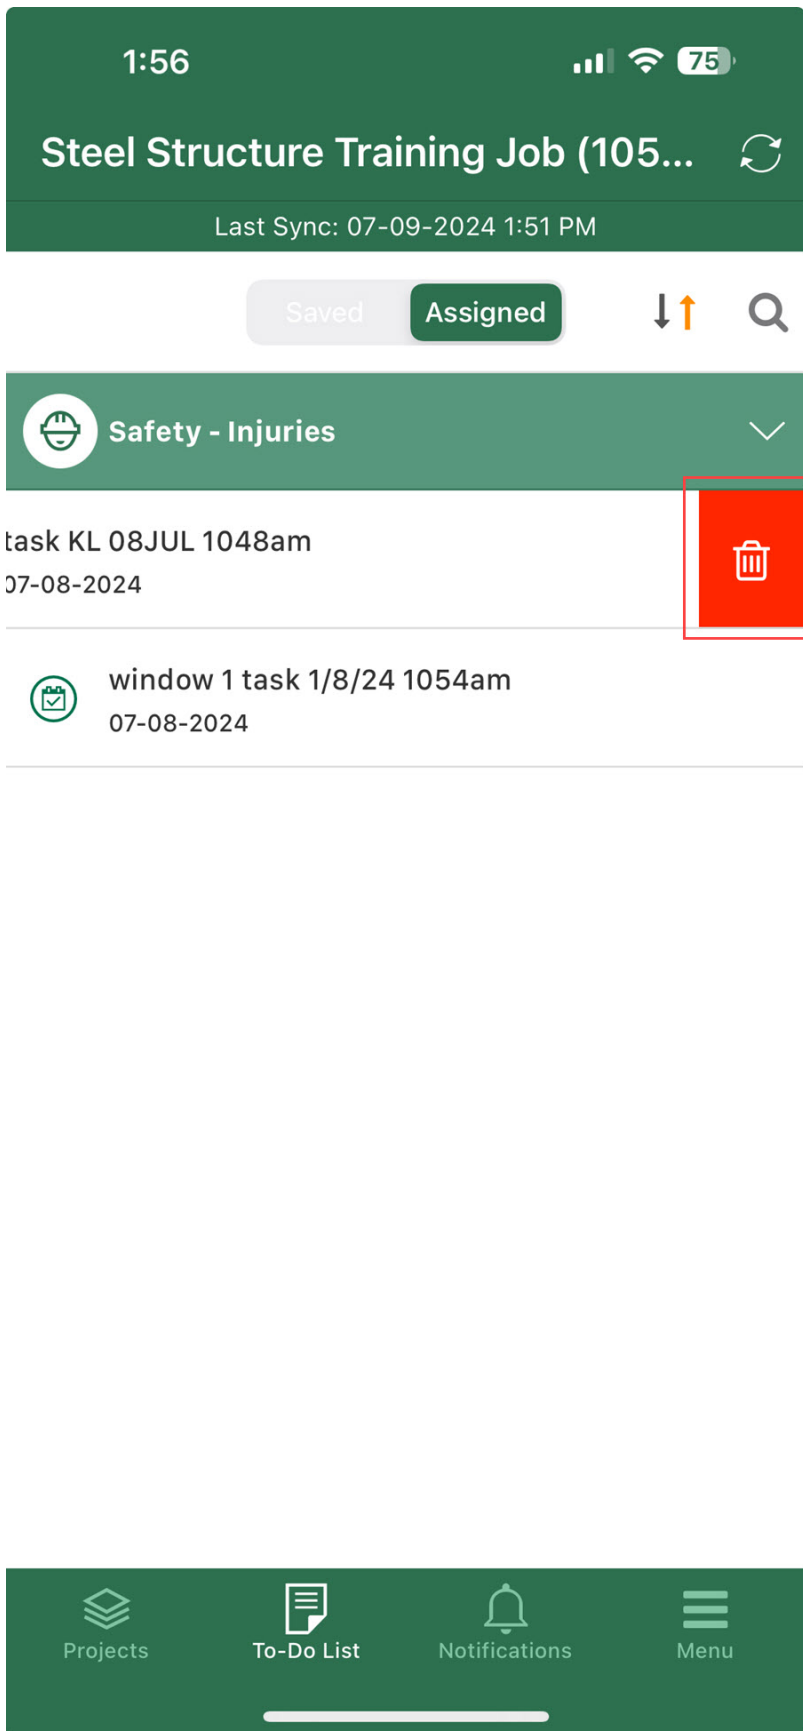 1:56
75
Steel Structure Training Job (105...
Last Sync: 07-09-2024 1:51 PM
Saved
Assigned
Safety - Injuries
task KL 08JUL 1048am
07-08-2024
window 1 task 1/8/24 1054am
07-08-2024
Projects
To-Do List
Notifications
Menu